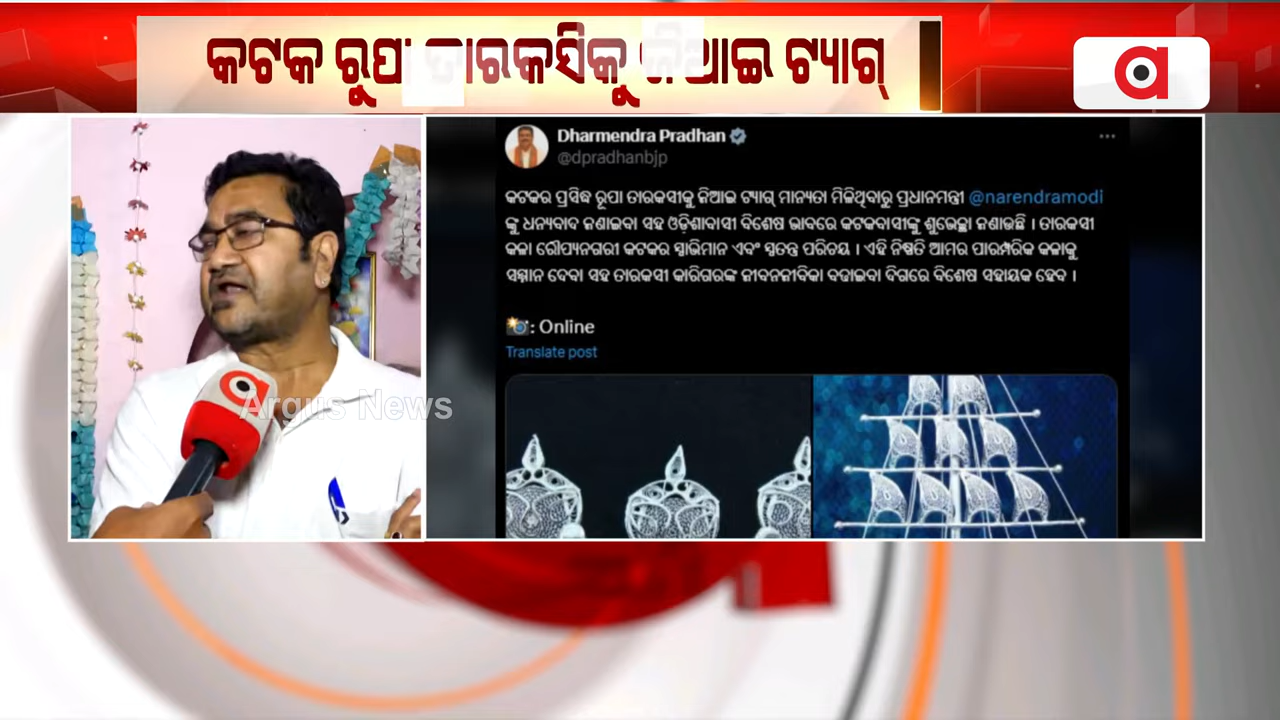 କଟକ ରୁପା ତାରକସିକୁ ଜିଆଇ ଟ୍ୟାଗ୍
a
Dharmendra Pradhan
@dpradhanbjp
କଟକର ପ୍ରସିଦ୍ଧ ରୂପା ତାରକସୀକୁ ଜିଆଇ ଟ୍ୟାଗ୍ ମାନ୍ୟତା ମିଳିଥିବାରୁ ପ୍ରଧାନମନ୍ତ୍ରୀ @narendramodi
ଙ୍କୁ ଧନ୍ୟବାଦ ଜଣାଇବା ସହ ଓଡ଼ିଶାବାସୀ ବିଶେଷ ଭାବରେ କଟକବାସୀଙ୍କୁ ଶୁଭେଚ୍ଛା ଜଣାଉଛି । ତାରକସୀ
କଳା ରୌପ୍ୟନଗରୀ କଟକର ସ୍ୱାଭିମାନ ଏବଂ ସ୍ୱତନ୍ତ୍ର ପରିଚୟ । ଏହି ନିଷ୍ପତି ଆମର ପାରମ୍ପରିକ କଳାକୁ
ସମ୍ମାନ ଦେବା ସହ ତାରକସୀ କାରିଗରଙ୍କ ଜୀବନଜୀବିକା ବଢାଇବା ଦିଗରେ ବିଶେଷ ସହାୟକ ହେବ ।
: Online
Translate post
a
Argus News